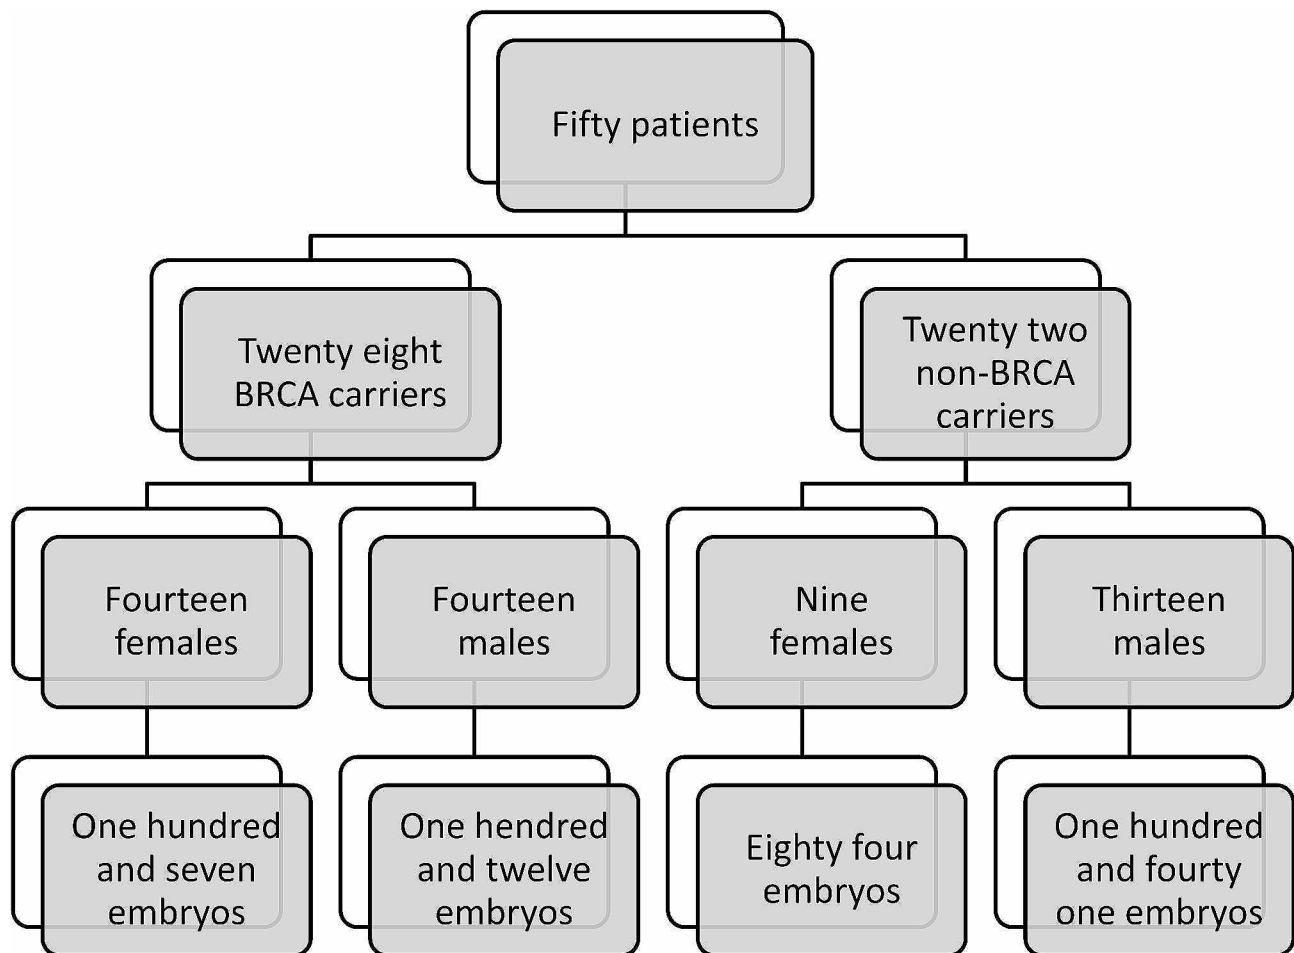 Fifty patients
Twenty eight
BRCA carriers
Twenty two
non-BRCA
carriers
Fourteen
females
Fourteen
males
Nine
females
Thirteen
males
One hundred
and seven
embryos
One hendred
and twelve
embryos
Eighty four
embryos
One hundred
and fourty
one embryos